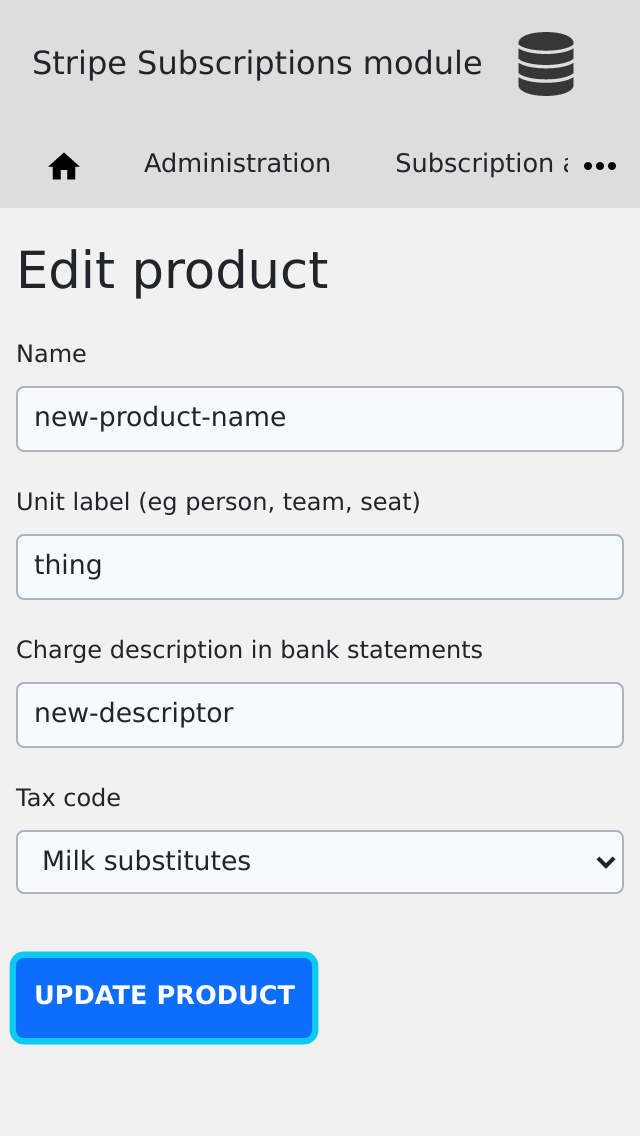 Stripe Subscriptions module
Administration
Subscription
Edit product
Name
new-product-name
Unit label (eg person, team, seat)
thing
Charge description in bank statements
new-descriptor
Tax code
Milk substitutes
UPDATE PRODUCT